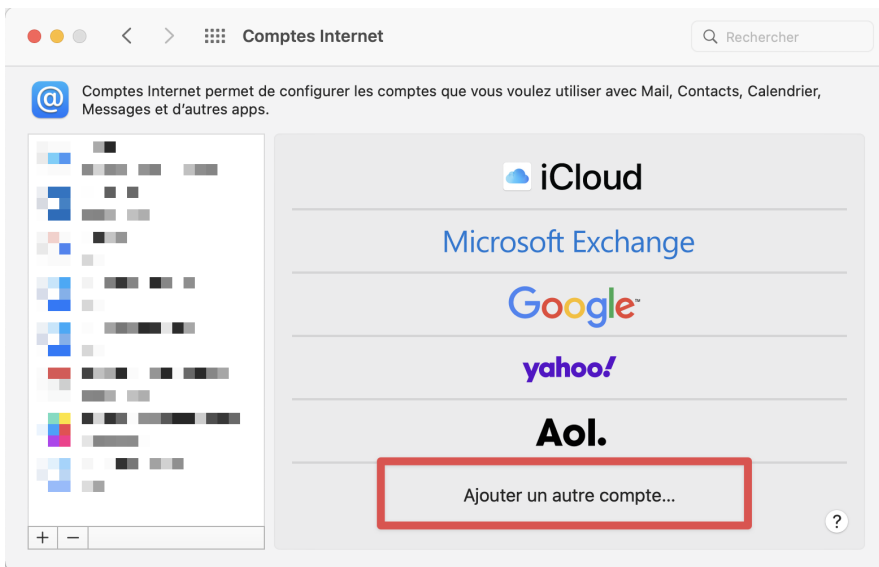 Comptes Internet
Rechercher
Comptes Internet permet de configurer les comptes que vous voulez utiliser avec Mail, Contacts, Calendrier,
Messages et d'autres apps.
iCloud
Microsoft Exchange
Google™
yahoo!
Aol.
Ajouter un autre compte...
?
+ −